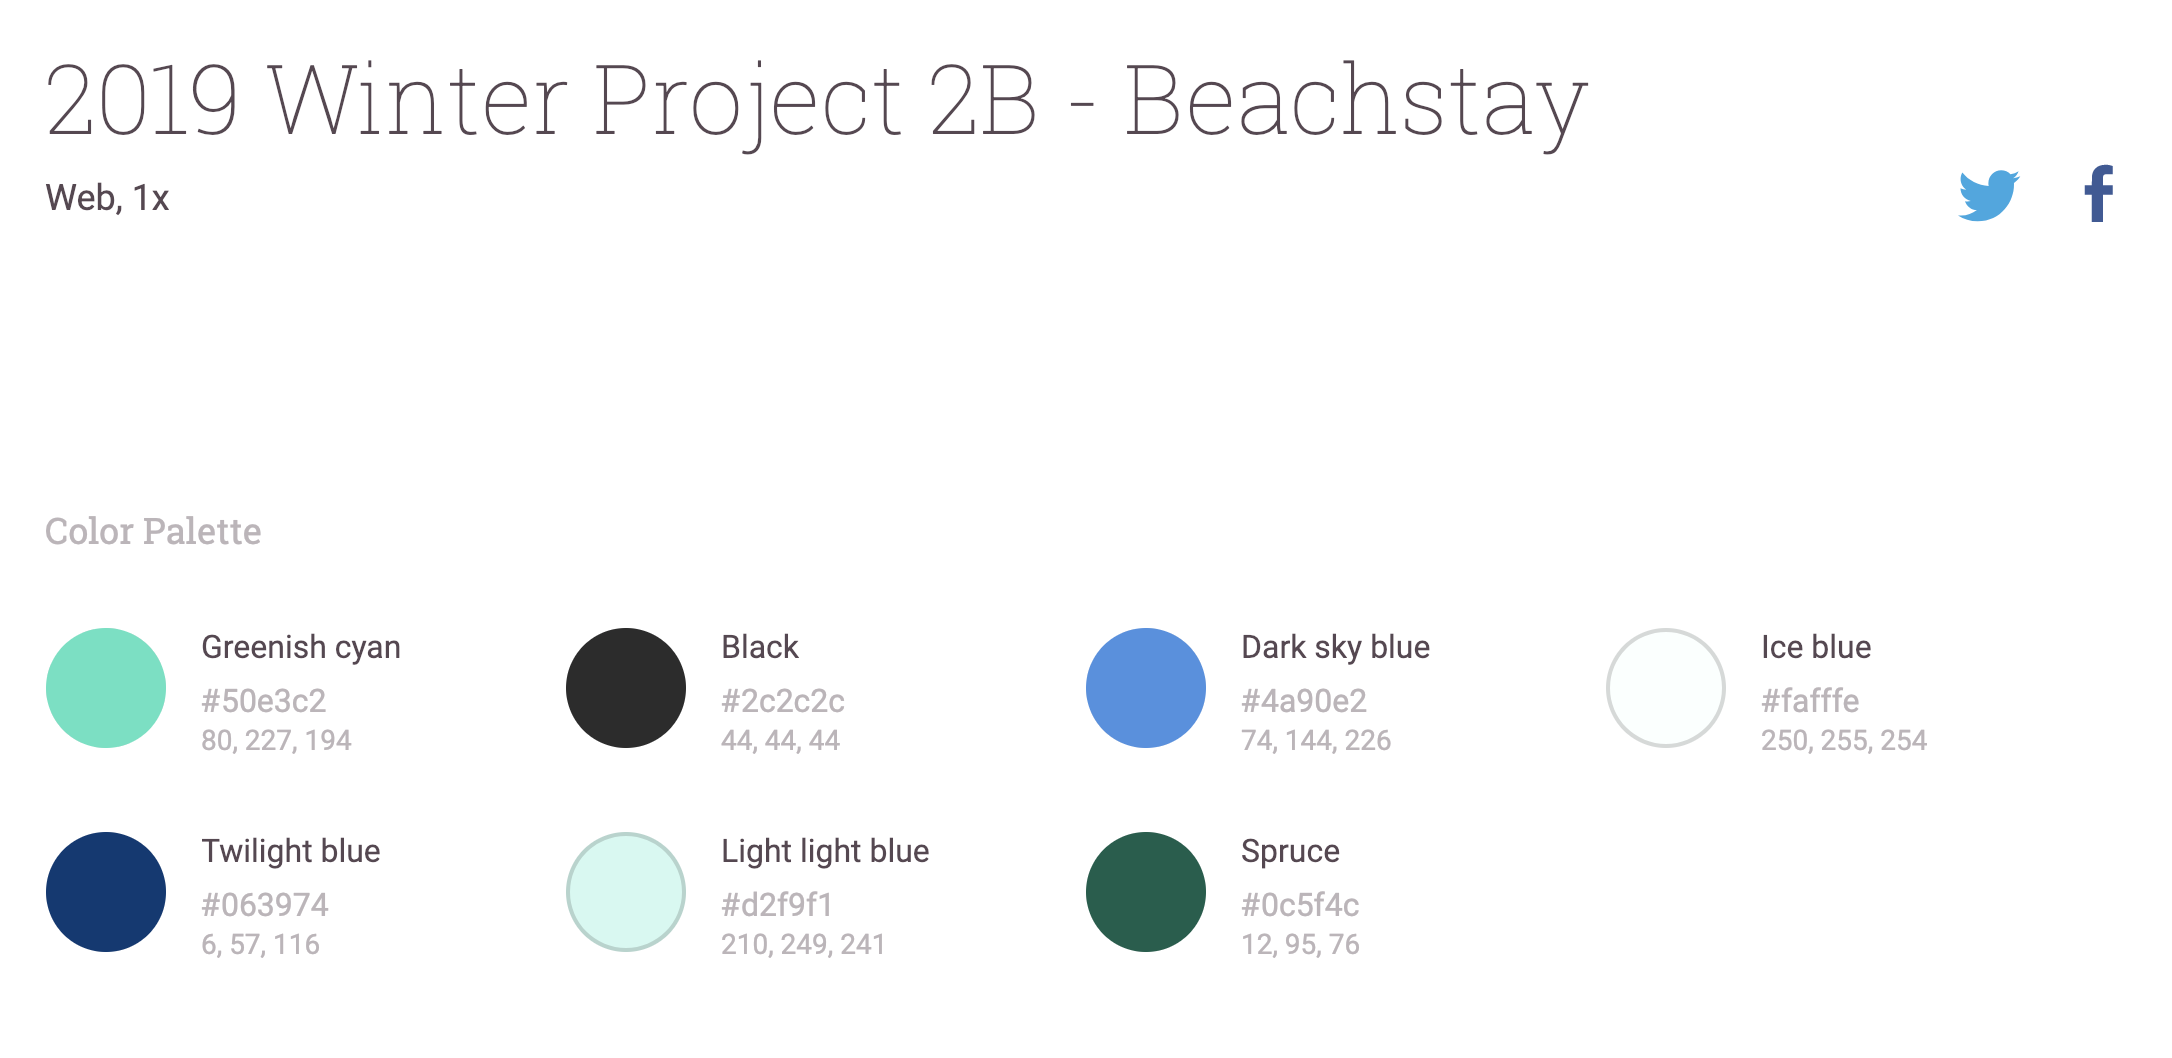 2019 Winter Project 2B - Beachstay
Web, 1x
Color Palette
Greenish cyan
#50e3c2
80, 227, 194
Black
#2c2c2c
44, 44, 44
Dark sky blue
#4a90e2
74, 144, 226
Ice blue
#fafffe
250, 255, 254
Twilight blue
#063974
6, 57, 116
Light light blue
#d2f9f1
210, 249, 241
Spruce
#0c5f4c
12, 95, 76